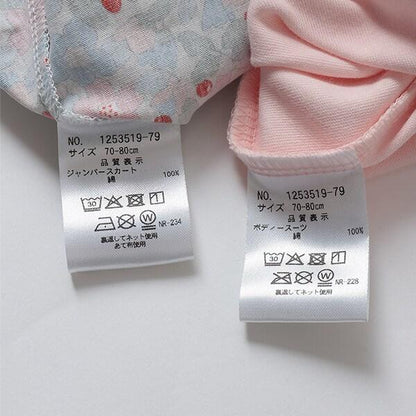 NO. 1253519-79
サイズ 70-80cm
品質表示
ジャンパースカート
綿 100%
30
W NR-234
裏返してネット使用
あて布使用
NO. 1253519-79
サイズ 70-80cm
品質表示
ボディースーツ
綿 100%
30
W NR-228
裏返してネット使用